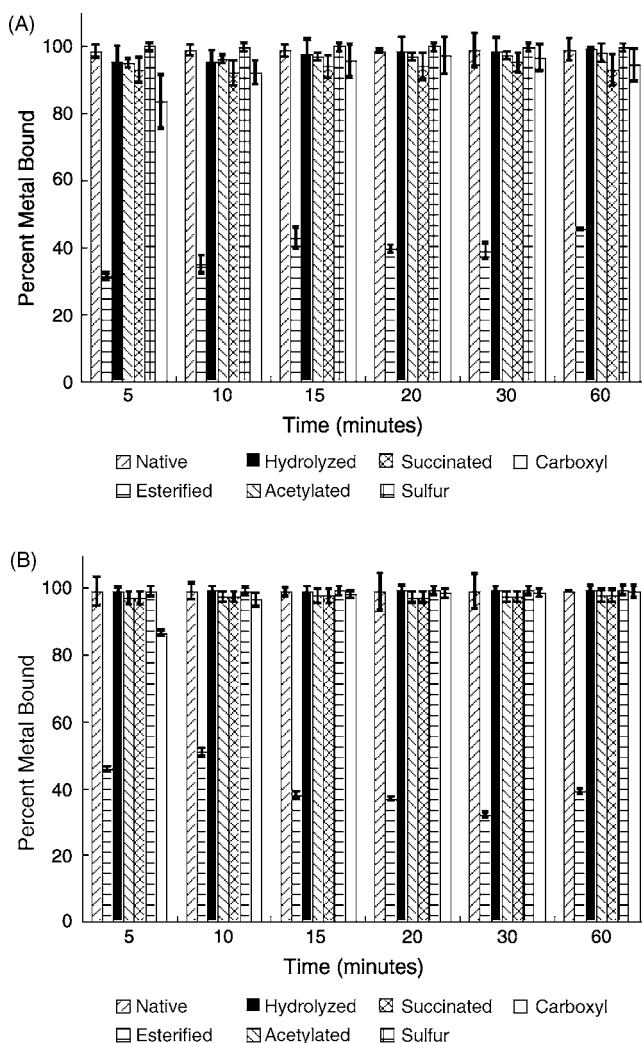 (A)
100
80
60
40
20
0
Percent Metal Bound
5 10 15 20 30 60
Time (minutes)
Native Hydrolyzed Succinated Carboxyl
Esterified Acetylated Sulfur
(B)
100
80
60
40
20
0
Percent Metal Bound
5 10 15 20 30 60
Time (minutes)
Native Hydrolyzed Succinated Carboxyl
Esterified Acetylated Sulfur